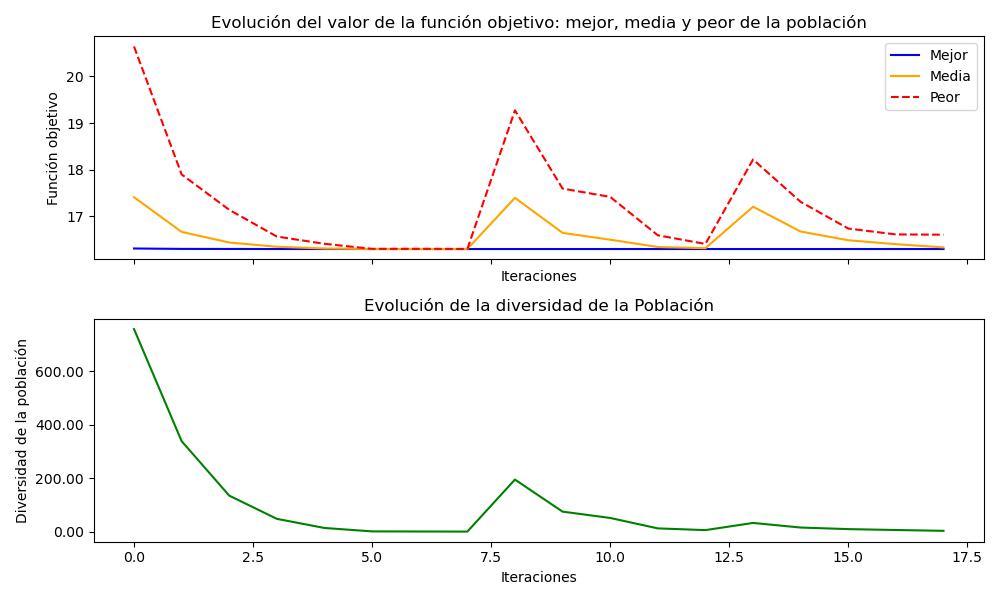 Evolución del valor de la función objetivo: mejor, media y peor de la población
Función objetivo
20
19
18
17
Mejor
Media
Peor
Iteraciones
Evolución de la diversidad de la Población
Diversidad de la población
600.00
400.00
200.00
0.00
0.0 2.5 5.0 7.5 10.0 12.5 15.0 17.5
Iteraciones